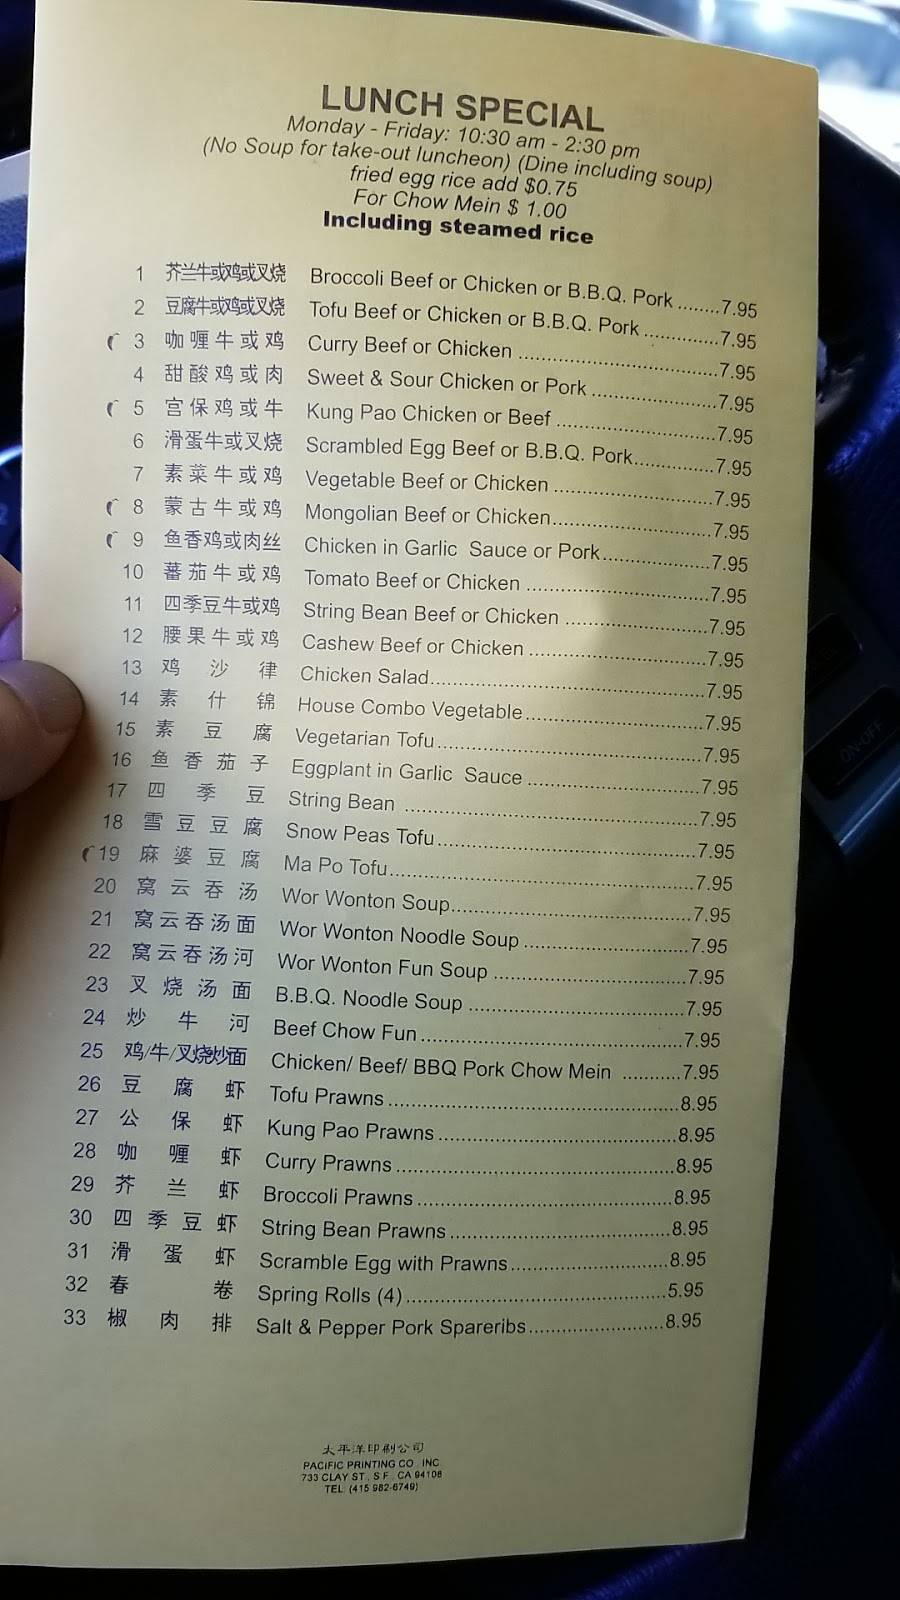 LUNCH SPECIAL
Monday - Friday: 10:30 am - 2:30 pm
(No Soup for take-out luncheon) (Dine including soup)
fried egg rice add $0.75
For Chow Mein $ 1.00
Including steamed rice
1 芥兰牛或鸡或叉烧 Broccoli Beef or Chicken or B.B.Q. Pork ........7.95
2 豆腐牛或鸡或叉烧 Tofu Beef or Chicken or B.B.Q. Pork .............7.95
3 咖喱牛或鸡 Curry Beef or Chicken ..................................7.95
4 甜酸鸡或肉 Sweet & Sour Chicken or Pork .....................7.95
5 宫保鸡或牛 Kung Pao Chicken or Beef ...........................7.95
6 滑蛋牛或叉烧 Scrambled Egg Beef or B.B.Q. Pork..............7.95
7 素菜牛或鸡 Vegetable Beef or Chicken ...........................7.95
8 蒙古牛或鸡 Mongolian Beef or Chicken...........................7.95
9 鱼香鸡或肉丝 Chicken in Garlic Sauce or Pork...................7.95
10 蕃茄牛或鸡 Tomato Beef or Chicken ...............................7.95
11 四季豆牛或鸡 String Bean Beef or Chicken ........................7.95
12 腰果牛或鸡 Cashew Beef or Chicken ..............................7.95
13 鸡沙律 Chicken Salad..............................................7.95
14 素什锦 House Combo Vegetable..............................7.95
15 素豆腐 Vegetarian Tofu............................................7.95
16 鱼香茄子 Eggplant in Garlic Sauce .............................7.95
17 四季豆 String Bean .................................................7.95
18 雪豆豆腐 Snow Peas Tofu...........................................7.95
19 麻婆豆腐 Ma Po Tofu...................................................7.95
20 窝云吞汤 Wor Wonton Soup........................................7.95
21 窝云吞汤面 Wor Wonton Noodle Soup ...........................7.95
22 窝云吞汤河 Wor Wonton Fun Soup ................................7.95
23 叉烧汤面 B.B.Q. Noodle Soup ....................................7.95
24 炒牛河 Beef Chow Fun............................................7.95
25 鸡/牛/叉烧炒面 Chicken/ Beef/ BBQ Pork Chow Mein ...........7.95
26 豆腐虾 Tofu Prawns................................................8.95
27 公保虾 Kung Pao Prawns........................................8.95
28 咖喱虾 Curry Prawns...............................................8.95
29 芥兰虾 Broccoli Prawns ...........................................8.95
30 四季豆虾 String Bean Prawns......................................8.95
31 滑蛋虾 Scramble Egg with Prawns...........................8.95
32 春卷 Spring Rolls (4) ............................................5.95
33 椒肉排 Salt & Pepper Pork Spareribs........................8.95
太平洋印刷公司
PACIFIC PRINTING CO., INC
733 CLAY ST., S.F., CA 94108
TEL: (415 982-6749)
ON•OFF